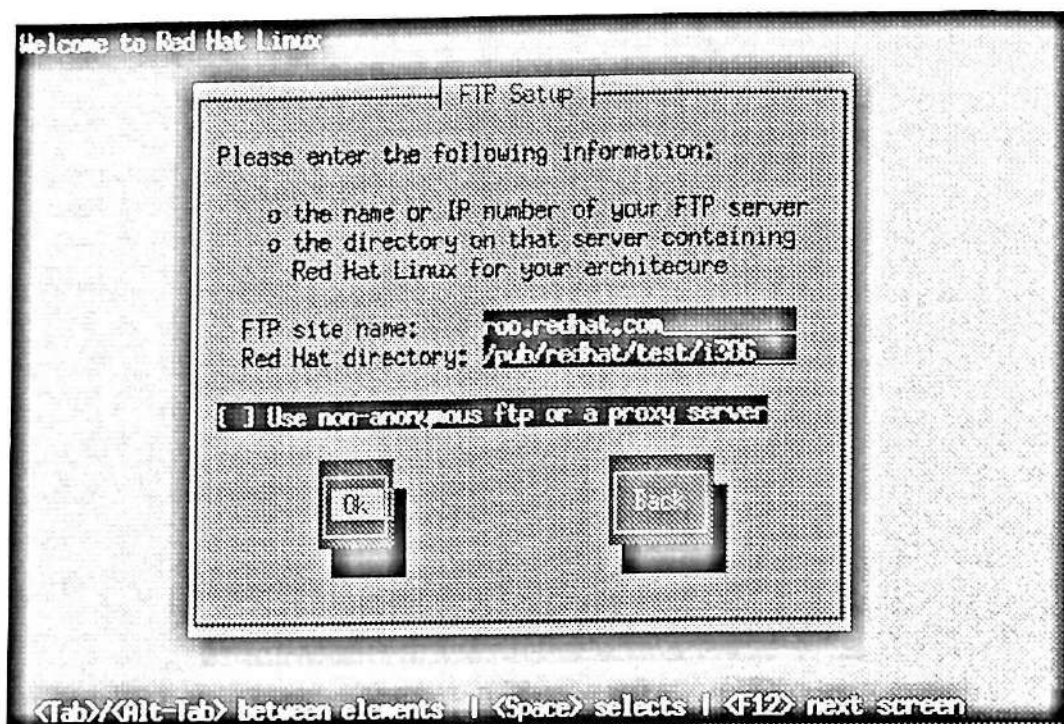 Welcome to Red Hat Linux
FTP Setup
Please enter the following information:
o the name or IP number of your FTP server
o the directory on that server containing
Red Hat Linux for your architecure
FTP site name: roo.redhat.com
Red Hat directory: /pub/redhat/test/i386
[ ] Use non-anonymous ftp or a proxy server
Ok Back
<Tab>/<Alt-Tab> between elements | <Space> selects | <F12> next screen